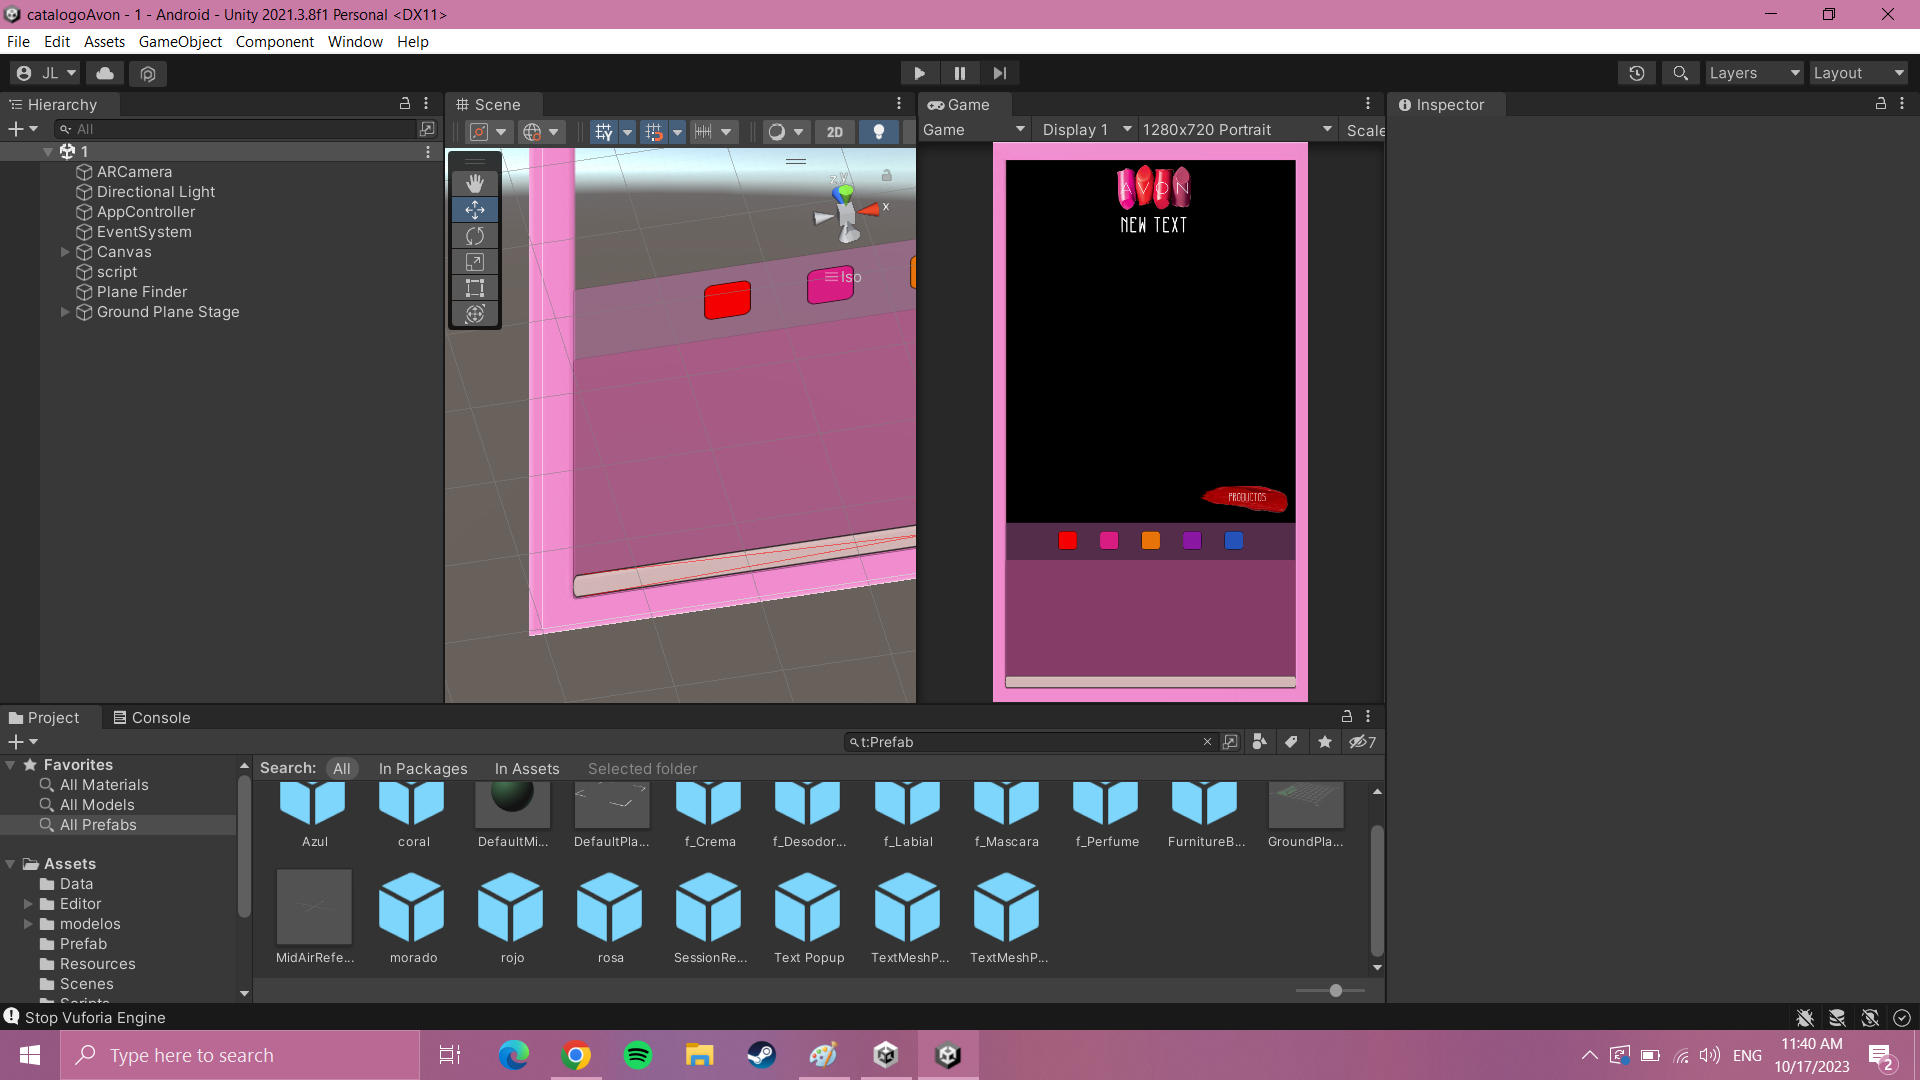 catalogoAvon - 1 - Android - Unity 2021.3.8f1 Personal <DX11>
File Edit Assets GameObject Component Window Help
JL Layers Layout
Hierarchy
All
1
ARCamera
Directional Light
AppController
EventSystem
Canvas
script
Plane Finder
Ground Plane Stage
Scene
2D
z y
x
Iso
Game
Game Display 1 1280x720 Portrait Scale
AVON
NEW TEXT
PRODUCTOS
Inspector
Project Console
t:Prefab
7
Favorites
All Materials
All Models
All Prefabs
Assets
Data
Editor
modelos
Prefab
Resources
Scenes
Scripts
Search: All In Packages In Assets Selected folder
Azul coral DefaultMi... DefaultPla... f_Crema f_Desodor... f_Labial f_Mascara f_Perfume FurnitureB... GroundPla...
MidAirRefe... morado rojo rosa SessionRe... Text Popup TextMeshP... TextMeshP...
Stop Vuforia Engine
Type here to search
ENG
11:40 AM
10/17/2023
2